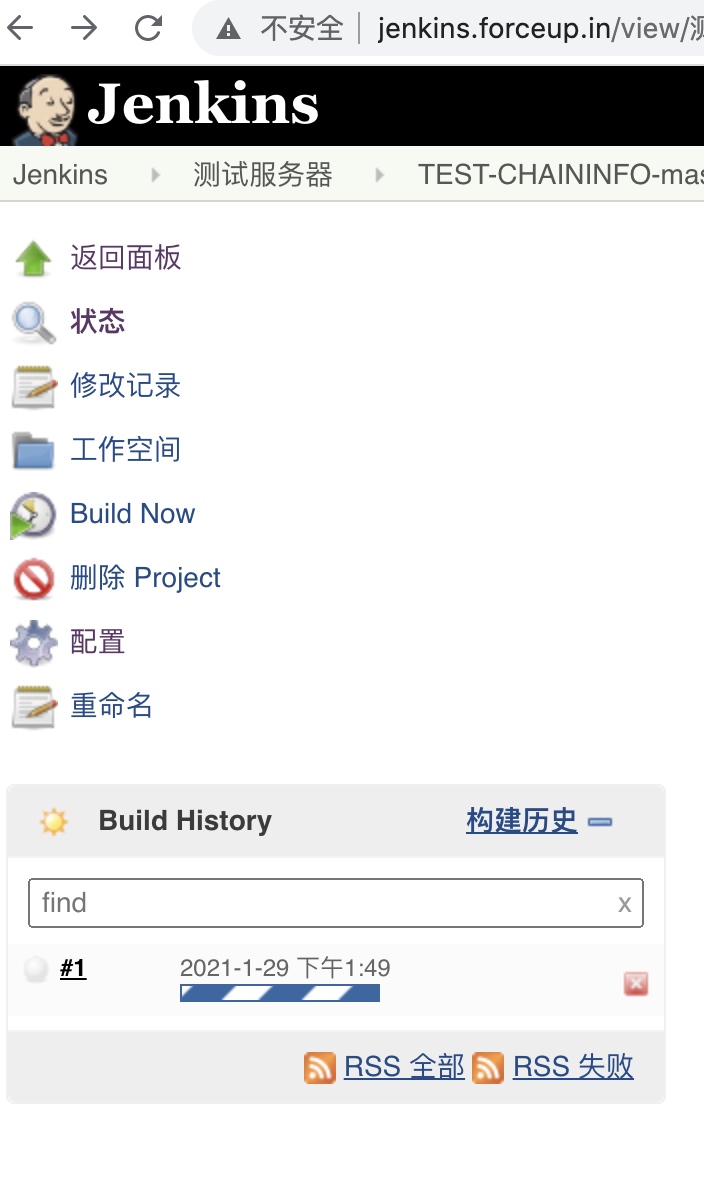 不安全 jenkins.forceup.in/view/测
Jenkins
Jenkins 测试服务器 TEST-CHAININFO-mas
返回面板
状态
修改记录
工作空间
Build Now
删除 Project
配置
重命名
Build History 构建历史
find x
#1 2021-1-29 下午1:49
RSS 全部 RSS 失败